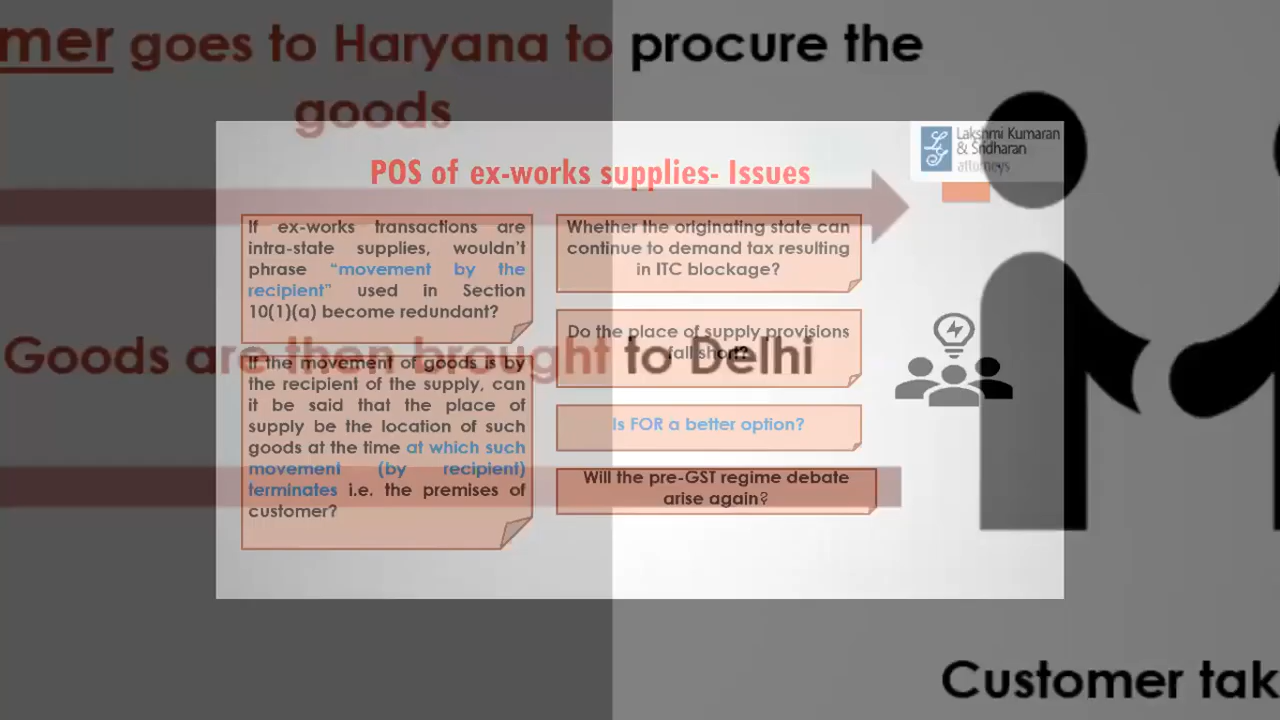 mer goes to Haryana to procure the
goods
Lakshmi Kumaran
& Sridharan
attorneys
POS of ex-works supplies- Issues
If ex-works transactions are
intra-state supplies, wouldn't
phrase "movement by the
recipient" used in Section
10(1)(a) become redundant?
If the movement of goods is by
the recipient of the supply, can
it be said that the place of
supply be the location of such
goods at the time at which such
movement (by recipient)
terminates i.e. the premises of
customer?
Whether the originating state can
continue to demand tax resulting
in ITC blockage?
Do the place of supply provisions
fall short?
Is FOR a better option?
Will the pre-GST regime debate
arise again?
Goods are then brought to Delhi
Customer tak